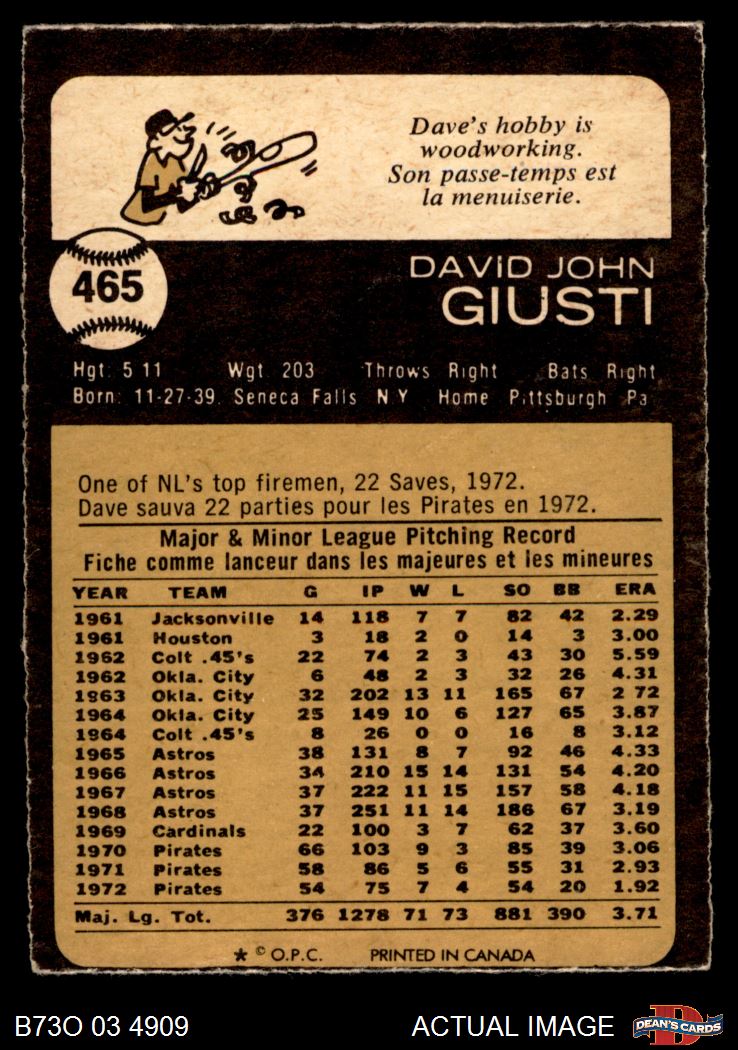 Dave's hobby is
woodworking.
Son passe-temps est
la menuiserie.
465
DAVID JOHN
GIUSTI
Hgt. 5 11 Wgt. 203 Throws Right Bats Right
Born: 11-27-39. Seneca Falls N Y Home Pittsburgh Pa
One of NL's top firemen, 22 Saves, 1972.
Dave sauva 22 parties pour les Pirates en 1972.
Major & Minor League Pitching Record
Fiche comme lanceur dans les majeures et les mineures
YEAR TEAM G IP W L SO BB ERA
1961 Jacksonville 14 118 7 7 82 42 2.29
1961 Houston 3 18 2 0 14 3 3.00
1962 Colt .45's 22 74 2 3 43 30 5.59
1962 Okla. City 6 48 2 3 32 26 4.31
1963 Okla. City 32 202 13 11 165 67 2 72
1964 Okla. City 25 149 10 6 127 65 3.87
1964 Colt .45's 8 26 0 0 16 8 3.12
1965 Astros 38 131 8 7 92 46 4.33
1966 Astros 34 210 15 14 131 54 4.20
1967 Astros 37 222 11 15 157 58 4.18
1968 Astros 37 251 11 14 186 67 3.19
1969 Cardinals 22 100 3 7 62 37 3.60
1970 Pirates 66 103 9 3 85 39 3.06
1971 Pirates 58 86 5 6 55 31 2.93
1972 Pirates 54 75 7 4 54 20 1.92
Maj. Lg. Tot. 376 1278 71 73 881 390 3.71
★ © O.P.C. PRINTED IN CANADA
B73O 03 4909 ACTUAL IMAGE D DEAN'S CARDS